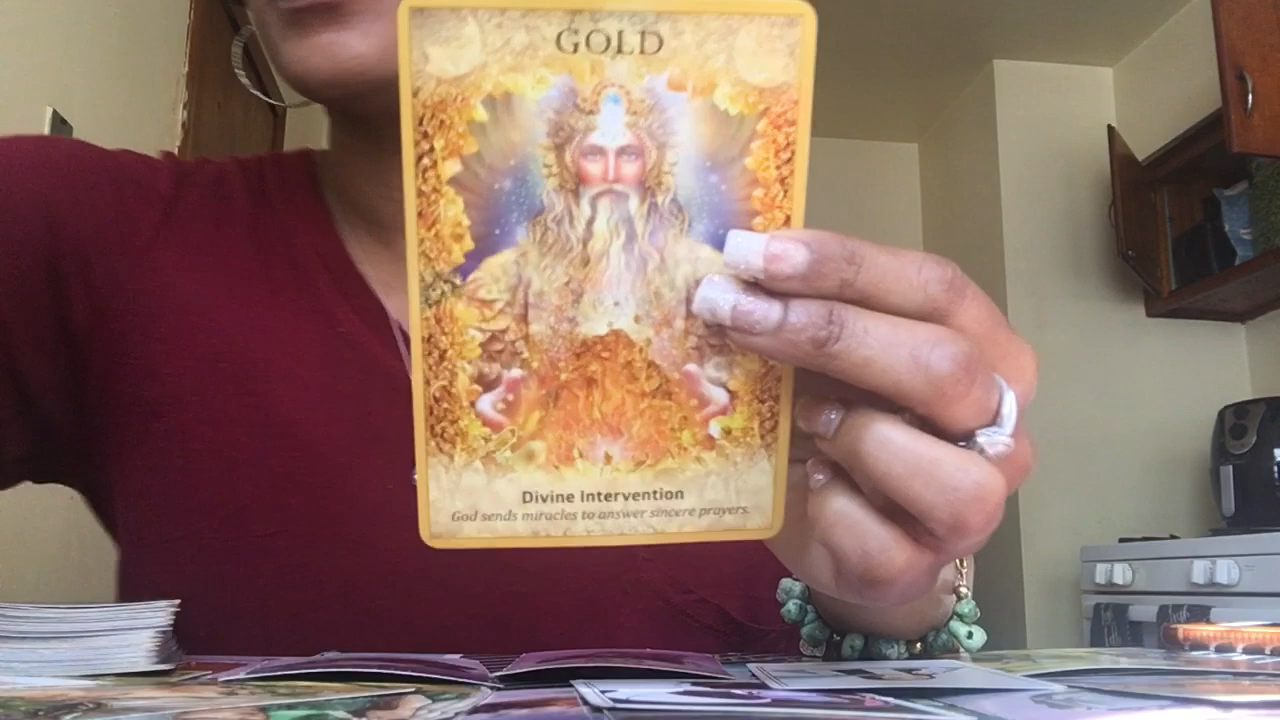 GOLD
Divine Intervention
God sends miracles to answer sincere prayers.